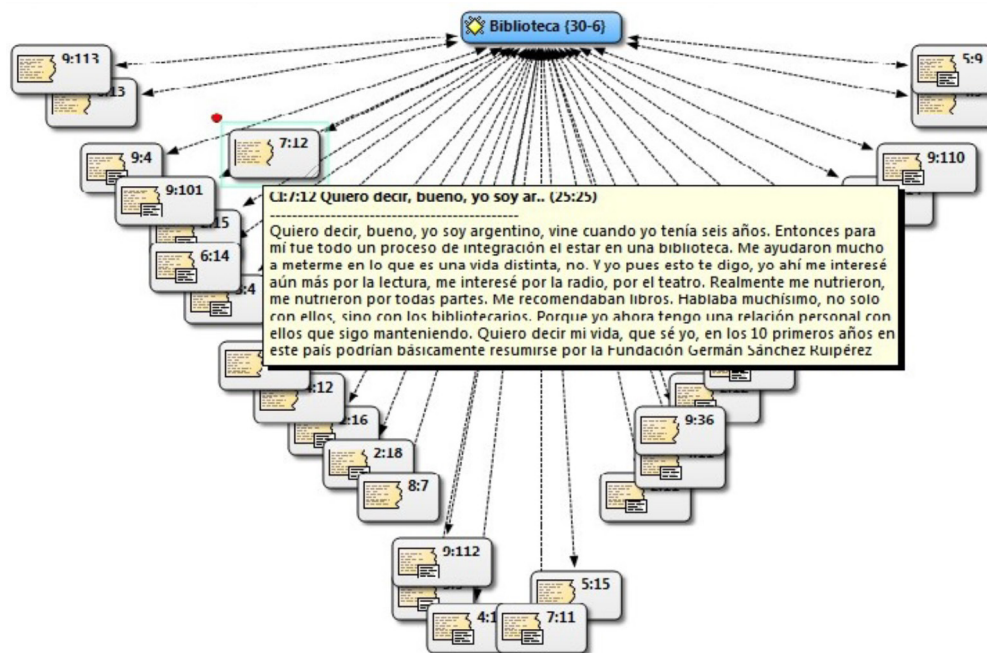 Biblioteca {30-6}
9:113
5:9
7:12
9:4
9:110
9:101
2:15
6:14
CI:7:12 Quiero decir, bueno, yo soy ar.. (25:25)
Quiero decir, bueno, yo soy argentino, vine cuando yo tenía seis años. Entonces para
mí fue todo un proceso de integración el estar en una biblioteca. Me ayudaron mucho
a meterme en lo que es una vida distinta, no. Y yo pues esto te digo, yo ahí me interesé
aún más por la lectura, me interesé por la radio, por el teatro. Realmente me nutrieron,
me nutrieron por todas partes. Me recomendaban libros. Hablaba muchísimo, no solo
con ellos, sino con los bibliotecarios. Porque yo ahora tengo una relación personal con
ellos que sigo manteniendo. Quiero decir mi vida, que sé yo, en los 10 primeros años en
este país podrían básicamente resumirse por la Fundación Germán Sánchez Ruipérez
:12
2:16
9:36
2:18
8:7
9:112
5:15
7:11